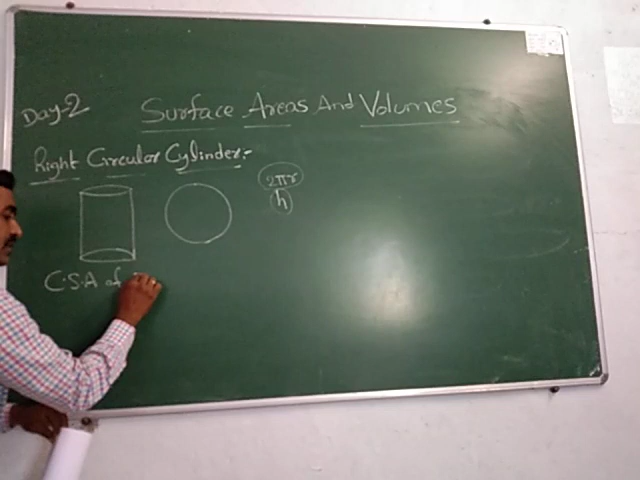 Day-2
Surface Areas And Volumes
Right Circular Cylinder:-
2πr
h
C.S.A of